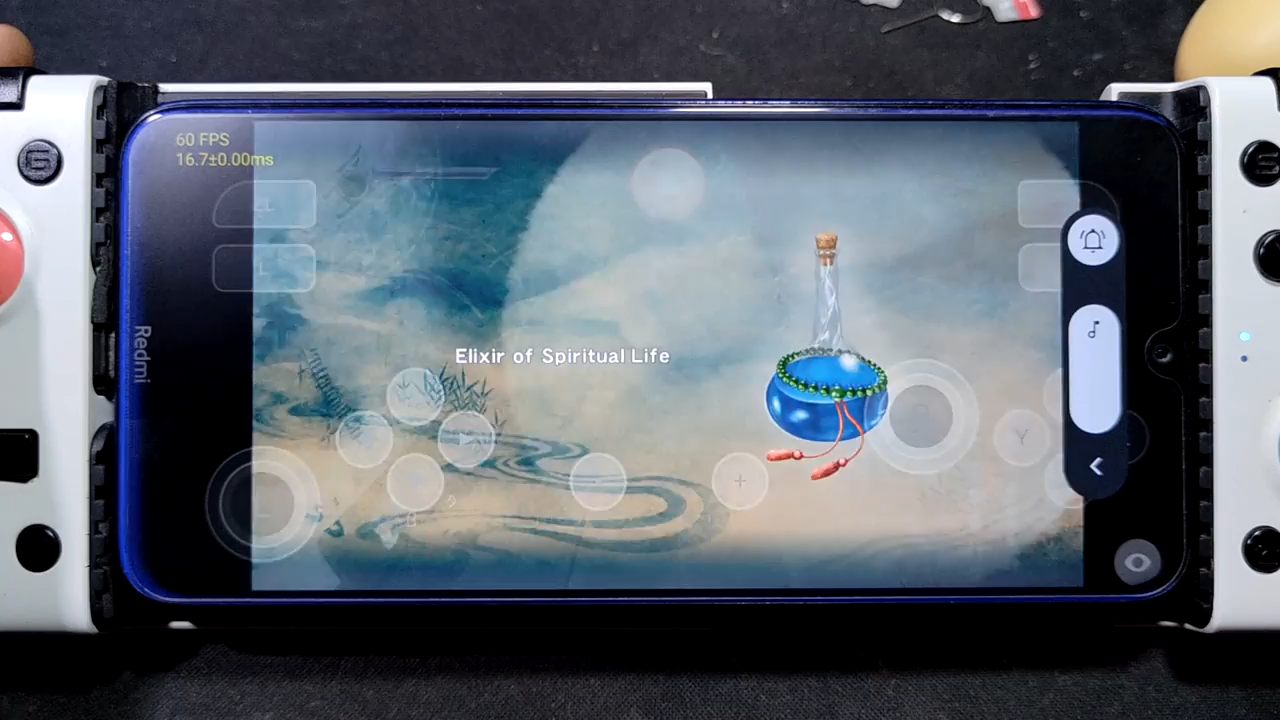 60 FPS
16.7±0.00ms
Redmi
Elixir of Spiritual Life
Y